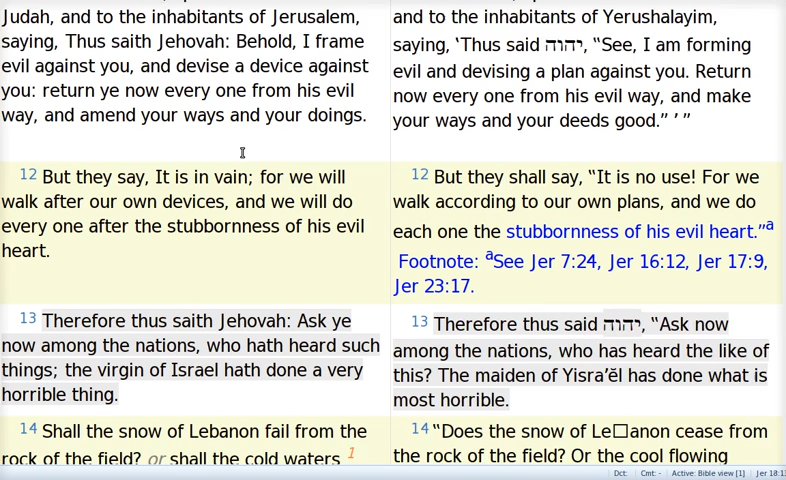 Judah, and to the inhabitants of Jerusalem,
saying, Thus saith Jehovah: Behold, I frame
evil against you, and devise a device against
you: return ye now every one from his evil
way, and amend your ways and your doings.
12 But they say, It is in vain; for we will
walk after our own devices, and we will do
every one after the stubbornness of his evil
heart.
13 Therefore thus saith Jehovah: Ask ye
now among the nations, who hath heard such
things; the virgin of Israel hath done a very
horrible thing.
14 Shall the snow of Lebanon fail from the
rock of the field? or shall the cold waters 1
and to the inhabitants of Yerushalayim,
saying, ‘Thus said יהוה, “See, I am forming
evil and devising a plan against you. Return
now every one from his evil way, and make
your ways and your deeds good.” ’ ”
12 But they shall say, “It is no use! For we
walk according to our own plans, and we do
each one the stubbornness of his evil heart.”a
Footnote: aSee Jer 7:24, Jer 16:12, Jer 17:9,
Jer 23:17.
13 Therefore thus said יהוה, “Ask now
among the nations, who has heard the like of
this? The maiden of Yisra’ĕl has done what is
most horrible.
14 “Does the snow of Le□anon cease from
the rock of the field? Or the cool flowing
Dct: Cmt: - Active: Bible view [1] Jer 18:1